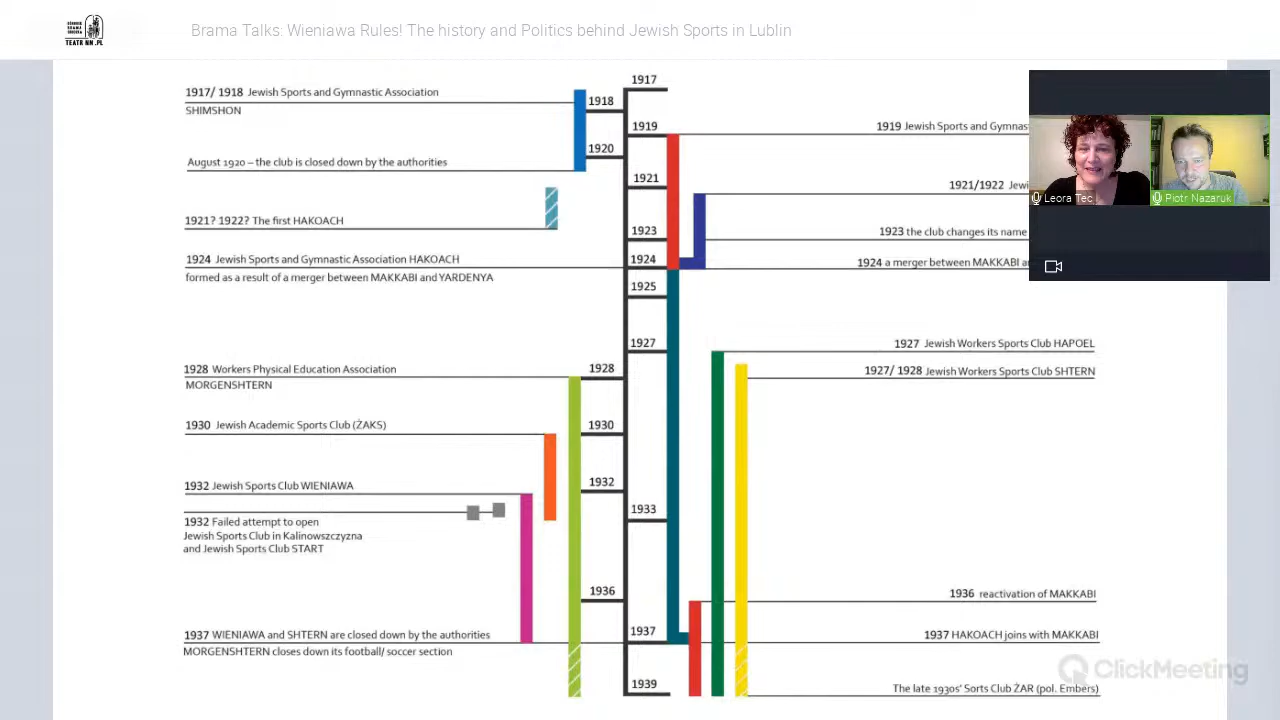 OŚRODEK
BRAMA
GRODZKA
TEATR NN .PL
Brama Talks: Wieniawa Rules! The history and Politics behind Jewish Sports in Lublin
1917/ 1918 Jewish Sports and Gymnastic Association
SHIMSHON
August 1920 – the club is closed down by the authorities
1921? 1922? The first HAKOACH
1924 Jewish Sports and Gymnastic Association HAKOACH
formed as a result of a merger between MAKKABI and YARDENYA
1928 Workers Physical Education Association
MORGENSHTERN
1930 Jewish Academic Sports Club (ŻAKS)
1932 Jewish Sports Club WIENIAWA
1932 Failed attempt to open
Jewish Sports Club in Kalinowszczyzna
and Jewish Sports Club START
1937 WIENIAWA and SHTERN are closed down by the authorities
MORGENSHTERN closes down its football/ soccer section
1917
1918
1919
1920
1921
1923
1924
1925
1927
1928
1930
1932
1933
1936
1937
1939
1919 Jewish Sports and Gymnast
1921/1922 Jewi
1923 the club changes its name
1924 a merger between MAKKABI a
1927 Jewish Workers Sports Club HAPOEL
1927/ 1928 Jewish Workers Sports Club SHTERN
1936 reactivation of MAKKABI
1937 HAKOACH joins with MAKKABI
The late 1930s' Sorts Club ŻAR (pol. Embers)
Leora Tec
Piotr Nazaruk
ClickMeeting